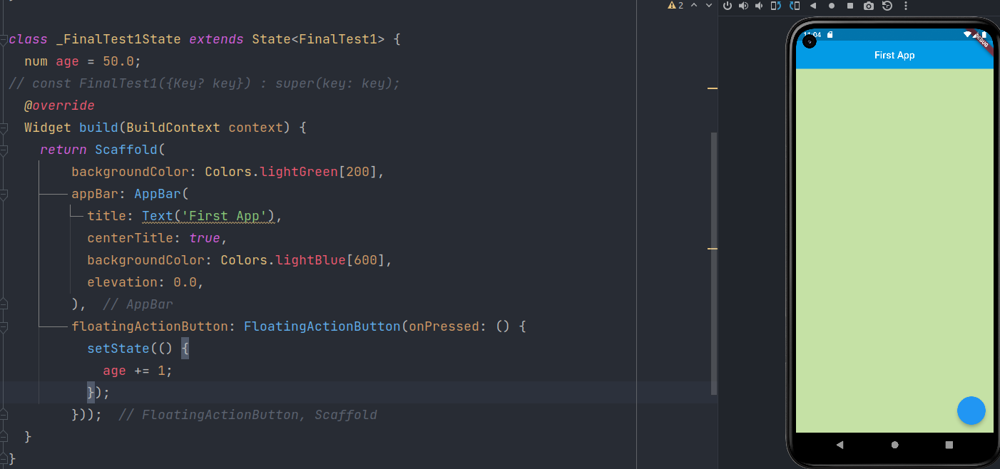 2
class _FinalTest1State extends State<FinalTest1> {
num age = 50.0;
// const FinalTest1({Key? key}) : super(key: key);
@override
Widget build(BuildContext context) {
return Scaffold(
backgroundColor: Colors.lightGreen[200],
appBar: AppBar(
title: Text('First App'),
centerTitle: true,
backgroundColor: Colors.lightBlue[600],
elevation: 0.0,
), // AppBar
floatingActionButton: FloatingActionButton(onPressed: () {
setState(() {
age += 1;
});
})); // FloatingActionButton, Scaffold
}
}
11:04
DEBUG
First App